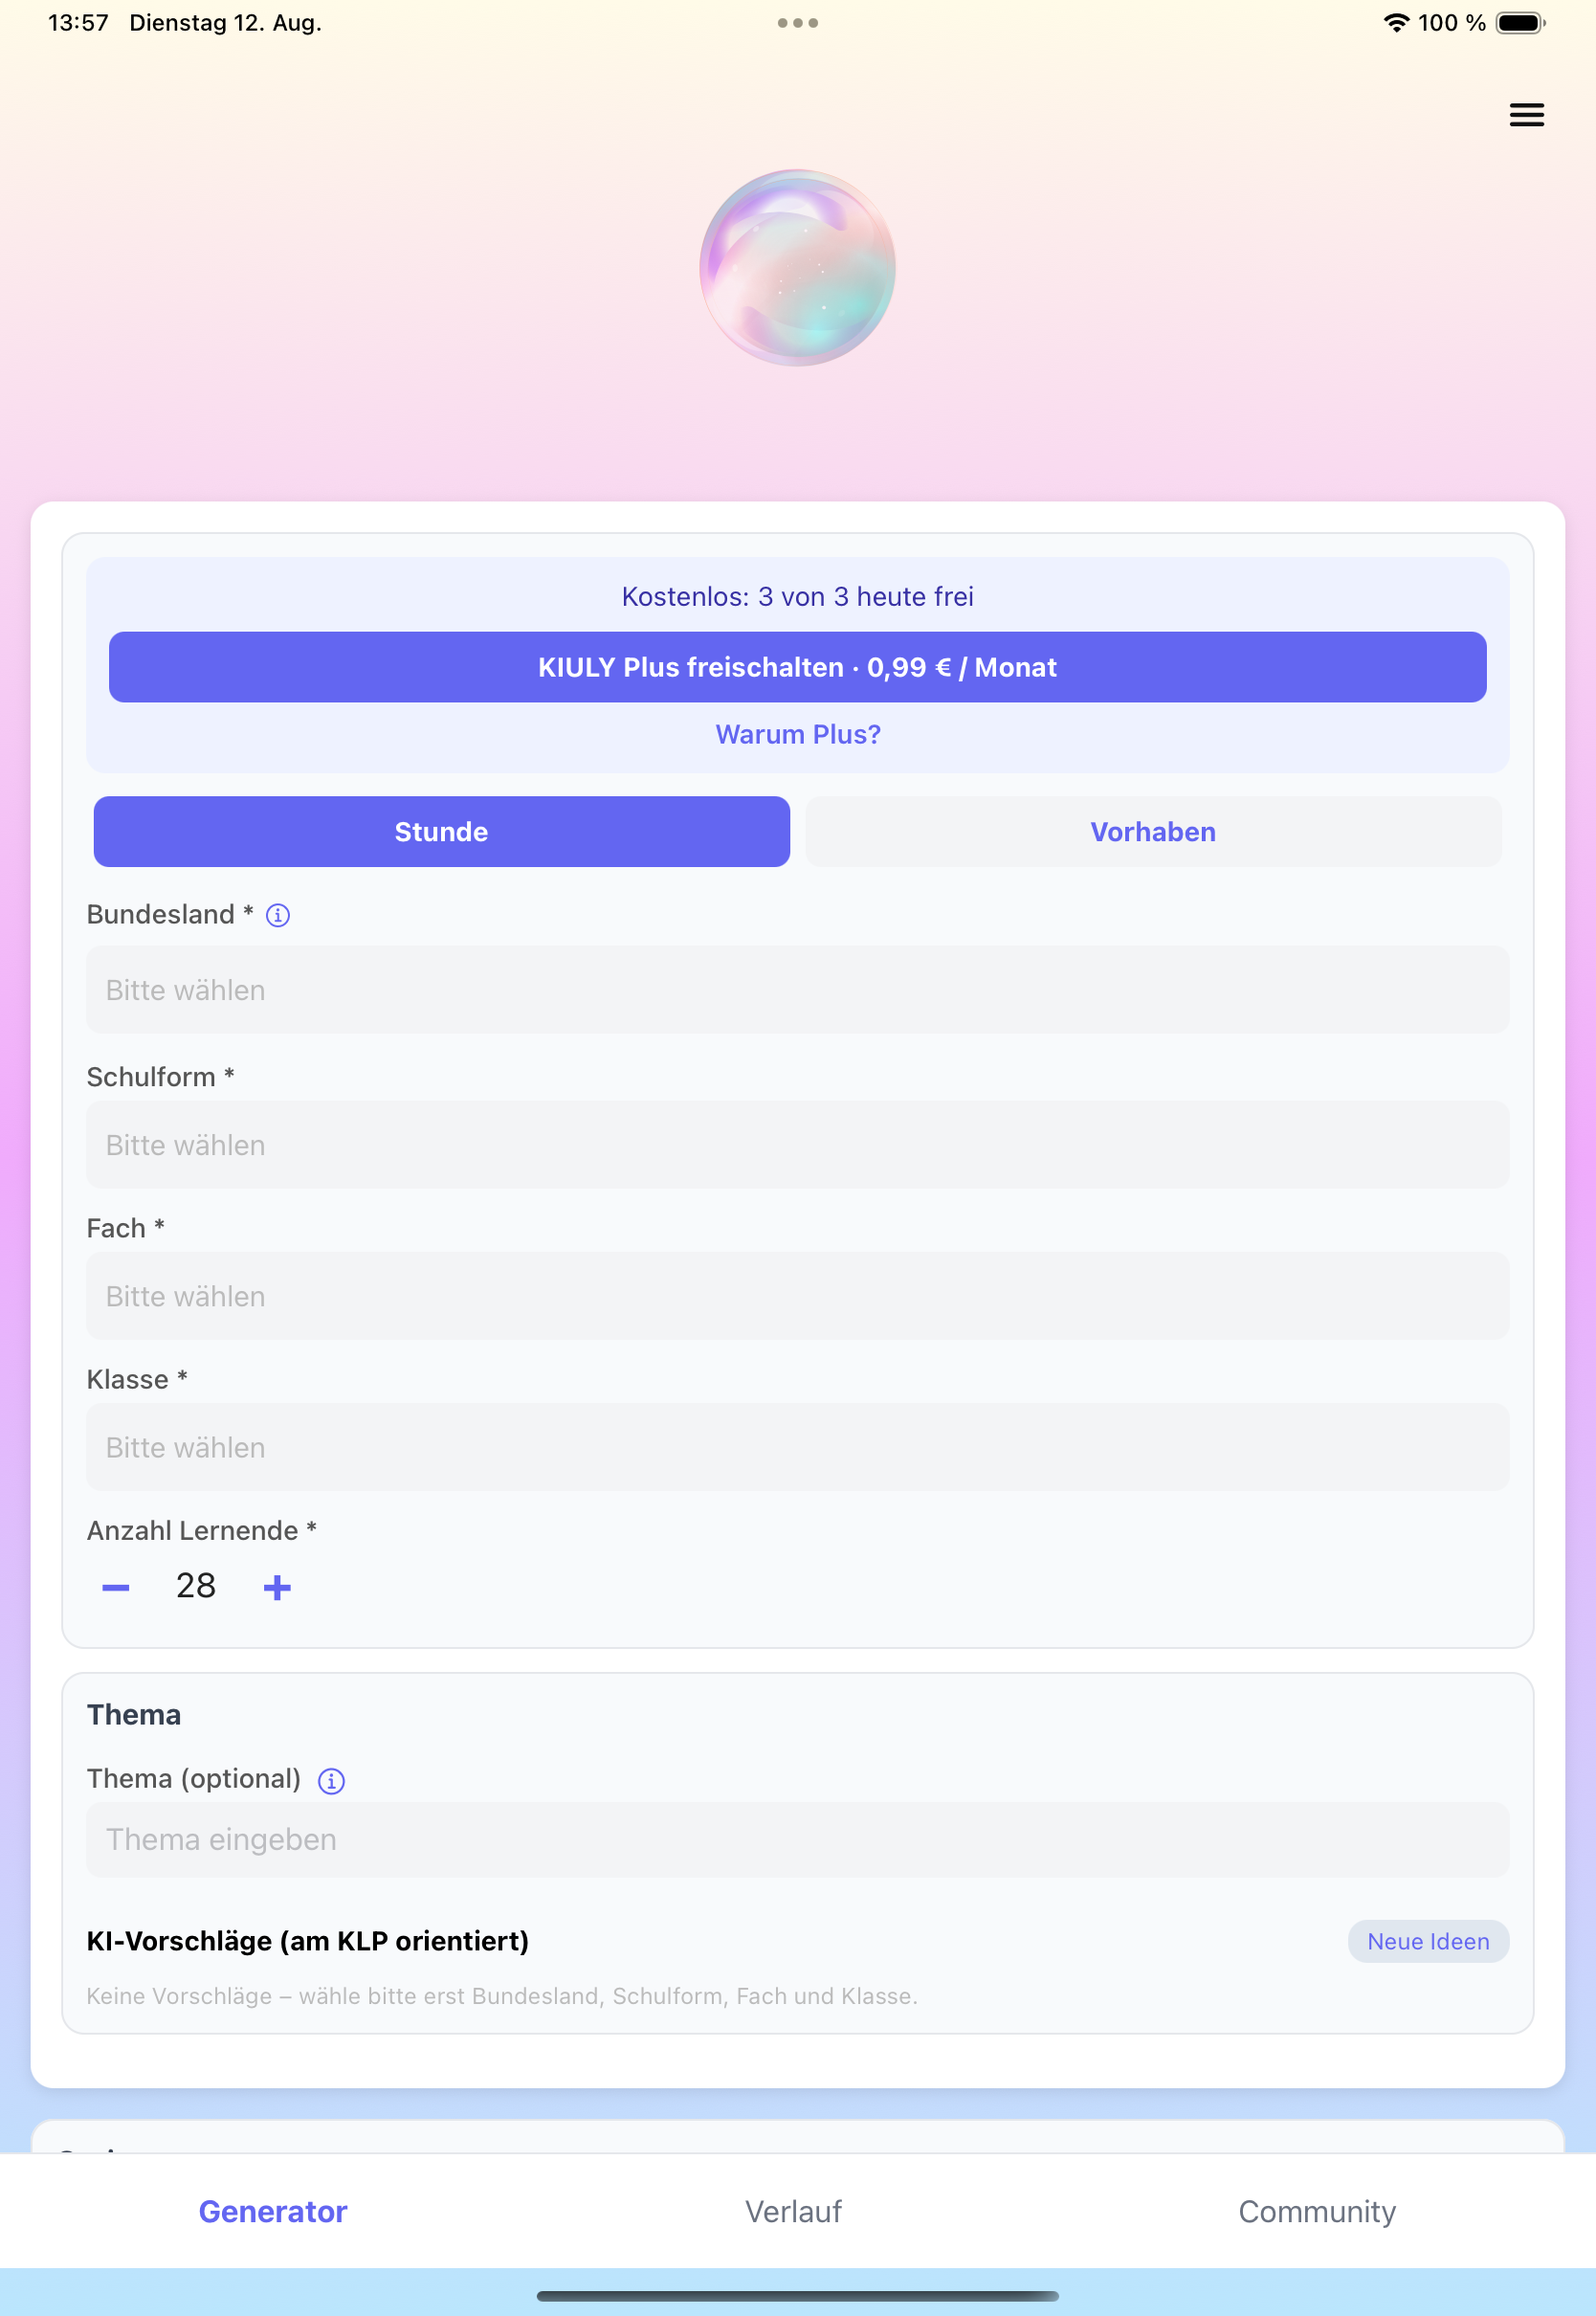 13:57 Dienstag 12. Aug.
100 %
Kostenlos: 3 von 3 heute frei
KIULY Plus freischalten · 0,99 € / Monat
Warum Plus?
Stunde
Vorhaben
Bundesland *
Bitte wählen
Schulform *
Bitte wählen
Fach *
Bitte wählen
Klasse *
Bitte wählen
Anzahl Lernende *
− 28 +
Thema
Thema (optional)
Thema eingeben
KI-Vorschläge (am KLP orientiert)
Neue Ideen
Keine Vorschläge – wähle bitte erst Bundesland, Schulform, Fach und Klasse.
Generator
Verlauf
Community